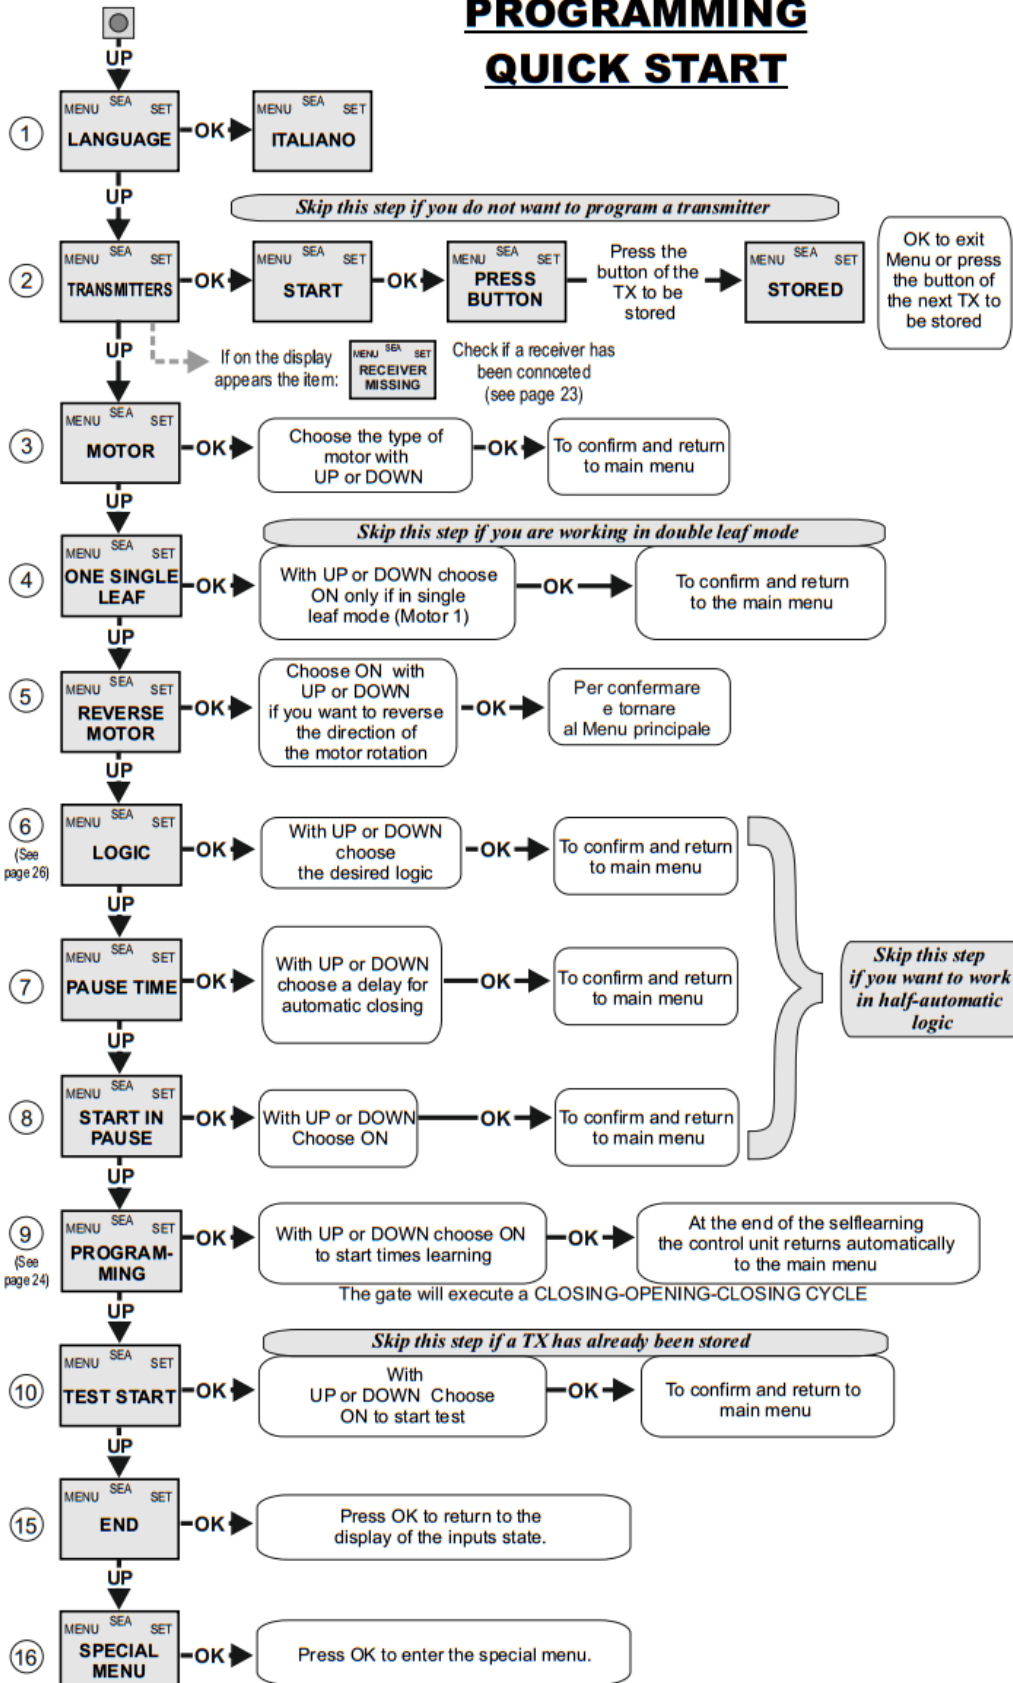 PROGRAMMING
QUICK START
UP
1
MENU SEA SET
LANGUAGE
OK
MENU SEA SET
ITALIANO
UP
Skip this step if you do not want to program a transmitter
2
MENU SEA SET
TRANSMITTERS
OK
MENU SEA SET
START
OK
MENU SEA SET
PRESS
BUTTON
Press the
button of the
TX to be
stored
MENU SEA SET
STORED
OK to exit
Menu or press
the button of
the next TX to
be stored
UP
If on the display
appears the item:
MENU SEA SET
RECEIVER
MISSING
Check if a receiver has
been connceted
(see page 23)
3
MENU SEA SET
MOTOR
OK
Choose the type of
motor with
UP or DOWN
OK
To confirm and return
to main menu
UP
Skip this step if you are working in double leaf mode
4
MENU SEA SET
ONE SINGLE
LEAF
OK
With UP or DOWN choose
ON only if in single
leaf mode (Motor 1)
OK
To confirm and return
to the main menu
UP
5
MENU SEA SET
REVERSE
MOTOR
OK
Choose ON with
UP or DOWN
if you want to reverse
the direction of
the motor rotation
OK
Per confermare
e tornare
al Menu principale
UP
6
(See
page 26)
MENU SEA SET
LOGIC
OK
With UP or DOWN
choose
the desired logic
OK
To confirm and return
to main menu
UP
7
MENU SEA SET
PAUSE TIME
OK
With UP or DOWN
choose a delay for
automatic closing
OK
To confirm and return
to main menu
Skip this step
if you want to work
in half-automatic
logic
UP
8
MENU SEA SET
START IN
PAUSE
OK
With UP or DOWN
Choose ON
OK
To confirm and return
to main menu
UP
9
(See
page 24)
MENU SEA SET
PROGRAM-
MING
OK
With UP or DOWN choose ON
to start times learning
OK
At the end of the selflearning
the control unit returns automatically
to the main menu
The gate will execute a CLOSING-OPENING-CLOSING CYCLE
UP
Skip this step if a TX has already been stored
10
MENU SEA SET
TEST START
OK
With
UP or DOWN Choose
ON to start test
OK
To confirm and return to
main menu
UP
15
MENU SEA SET
END
OK
Press OK to return to the
display of the inputs state.
UP
16
MENU SEA SET
SPECIAL
MENU
OK
Press OK to enter the special menu.